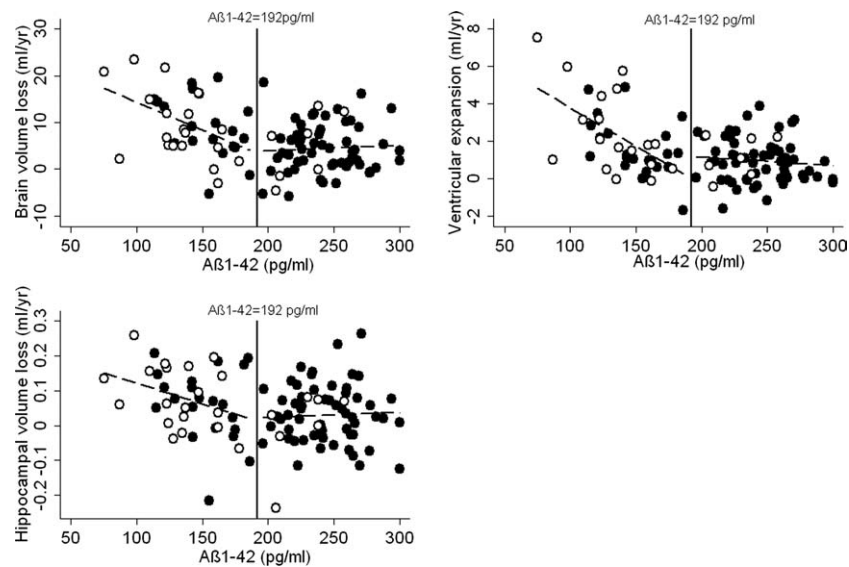 Aß1-42=192pg/ml
Brain volume loss (ml/yr)
30
20
10
0
-10
50 100 150 200 250 300
Aß1-42 (pg/ml)
Aß1-42=192 pg/ml
Ventricular expansion (ml/yr)
8
6
4
2
0
-2
50 100 150 200 250 300
Aß1-42 (pg/ml)
Aß1-42=192 pg/ml
Hippocampal volume loss (ml/yr)
0.3
0.2
0.1
0
-0.1
-0.2
50 100 150 200 250 300
Aß1-42 (pg/ml)